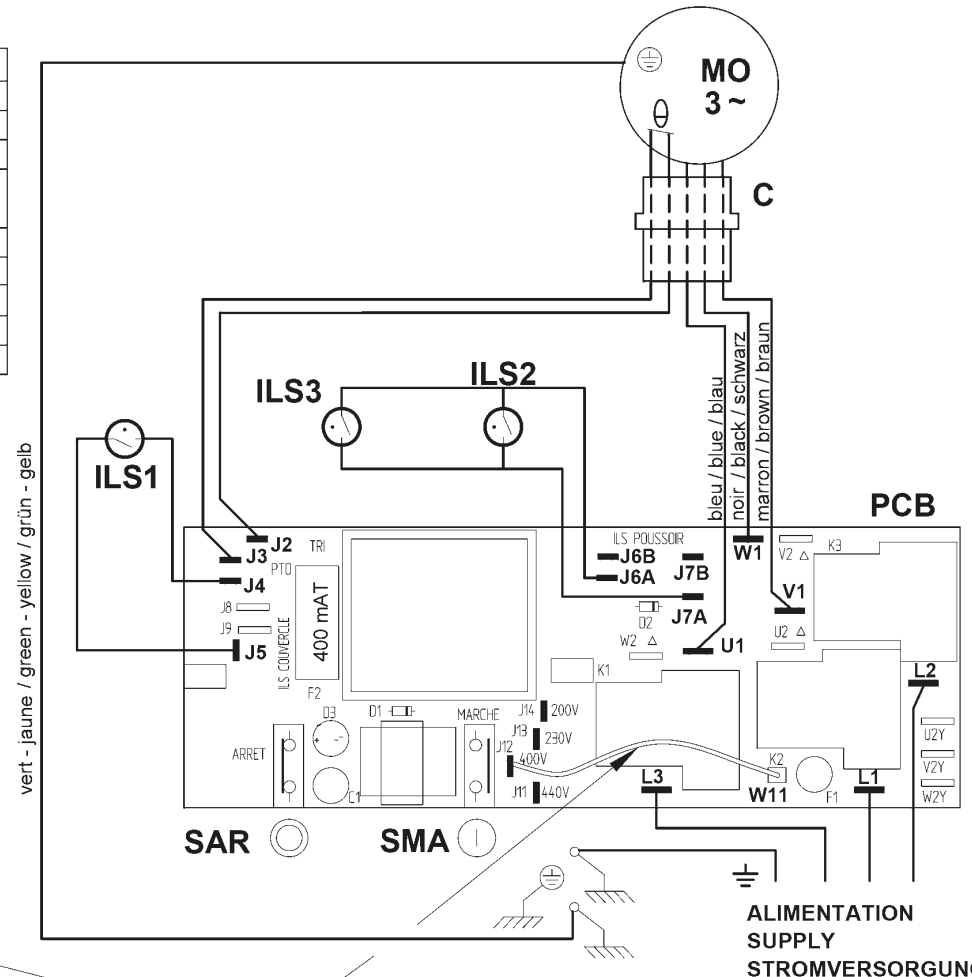 MO
3 ~
C
ILS3
ILS2
ILS1
bleu / blue / blau
noir / black / schwarz
marron / brown / braun
vert - jaune / green - yellow / grün - gelb
PCB
J2
J3
J4
J8
J9
J5
TRI
PTO
ILS COUVERCLE
400 mAT
F2
ILS POUSSOIR
J6B
J6A
J7B
J7A
D2
W2 △
U1
W1
V2 △
K3
V1
U2 △
L2
K1
D3
D1
MARCHE
J14 200V
J13 230V
J12 400V
J11 440V
ARRET
C1
L3
K2
W11
F1
L1
U2Y
V2Y
W2Y
SAR
SMA
ALIMENTATION
SUPPLY
STROMVERSORGUNG